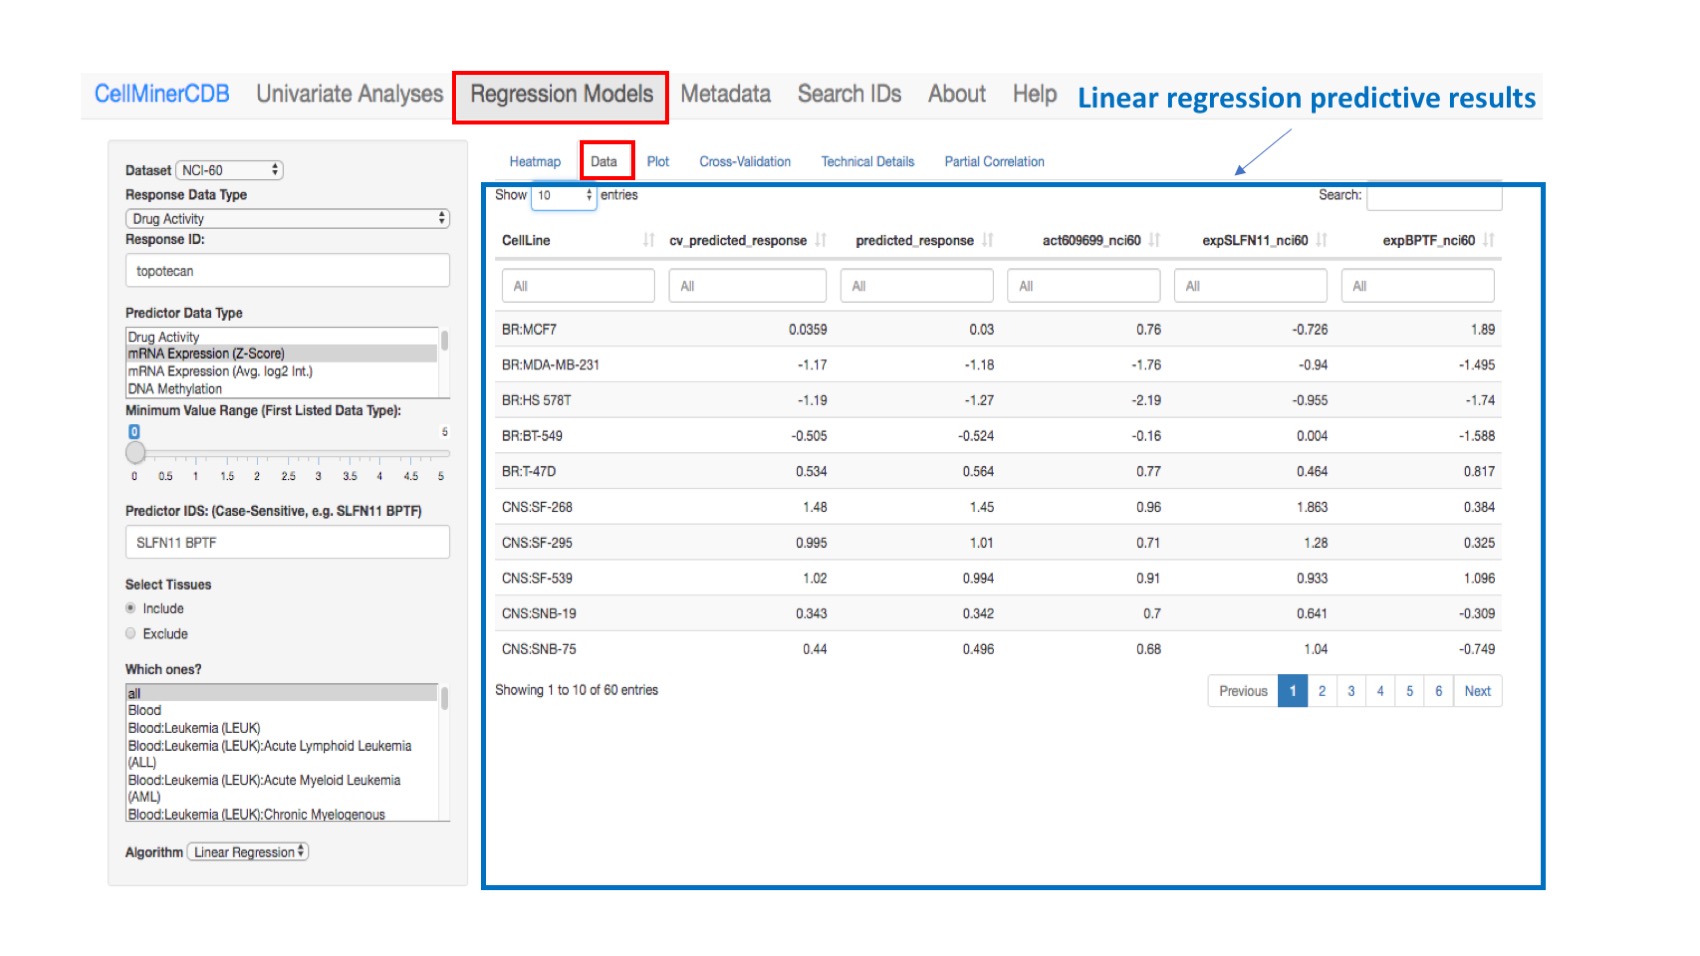 CellMinerCDB Univariate Analyses Regression Models Metadata Search IDs About Help Linear regression predictive results
Dataset NCI-60
Response Data Type
Drug Activity
Response ID:
topotecan
Predictor Data Type
Drug Activity
mRNA Expression (Z-Score)
mRNA Expression (Avg. log2 Int.)
DNA Methylation
Minimum Value Range (First Listed Data Type):
0 5
0 0.5 1 1.5 2 2.5 3 3.5 4 4.5 5
Predictor IDS: (Case-Sensitive, e.g. SLFN11 BPTF)
SLFN11 BPTF
Select Tissues
Include
Exclude
Which ones?
all
Blood
Blood:Leukemia (LEUK)
Blood:Leukemia (LEUK):Acute Lymphoid Leukemia
(ALL)
Blood:Leukemia (LEUK):Acute Myeloid Leukemia
(AML)
Blood:Leukemia (LEUK):Chronic Myelogenous
Algorithm Linear Regression
Heatmap Data Plot Cross-Validation Technical Details Partial Correlation
Show 10 entries Search:
CellLine cv_predicted_response predicted_response act609699_nci60 expSLFN11_nci60 expBPTF_nci60
All All All All All All
BR:MCF7 0.0359 0.03 0.76 -0.726 1.89
BR:MDA-MB-231 -1.17 -1.18 -1.76 -0.94 -1.495
BR:HS 578T -1.19 -1.27 -2.19 -0.955 -1.74
BR:BT-549 -0.505 -0.524 -0.16 0.004 -1.588
BR:T-47D 0.534 0.564 0.77 0.464 0.817
CNS:SF-268 1.48 1.45 0.96 1.863 0.384
CNS:SF-295 0.995 1.01 0.71 1.28 0.325
CNS:SF-539 1.02 0.994 0.91 0.933 1.096
CNS:SNB-19 0.343 0.342 0.7 0.641 -0.309
CNS:SNB-75 0.44 0.496 0.68 1.04 -0.749
Showing 1 to 10 of 60 entries Previous 1 2 3 4 5 6 Next